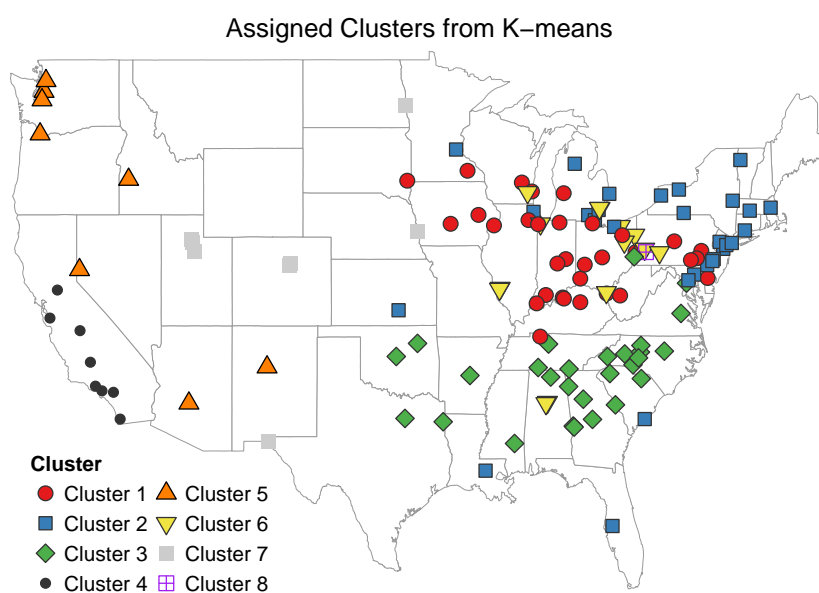 Assigned Clusters from K−means
Cluster
Cluster 1
Cluster 5
Cluster 2
Cluster 6
Cluster 3
Cluster 7
Cluster 4
Cluster 8